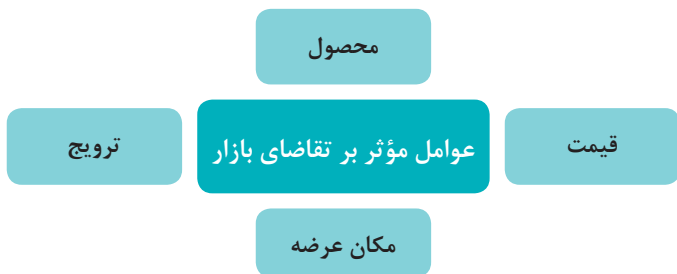 محصول
قیمت
عوامل مؤثر بر تقاضای بازار
ترویج
مکان عرضه